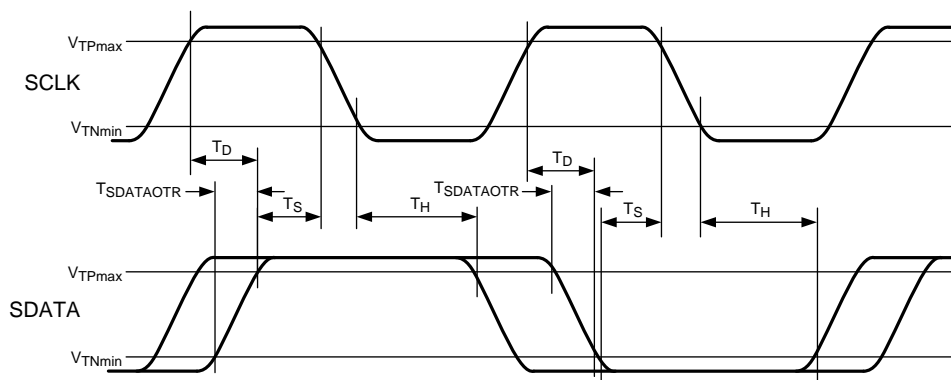 VTPmax
SCLK
VTNmin
TD TD
TSDATAOTR TSDATAOTR
TS TH TS TH
VTPmax
SDATA
VTNmin